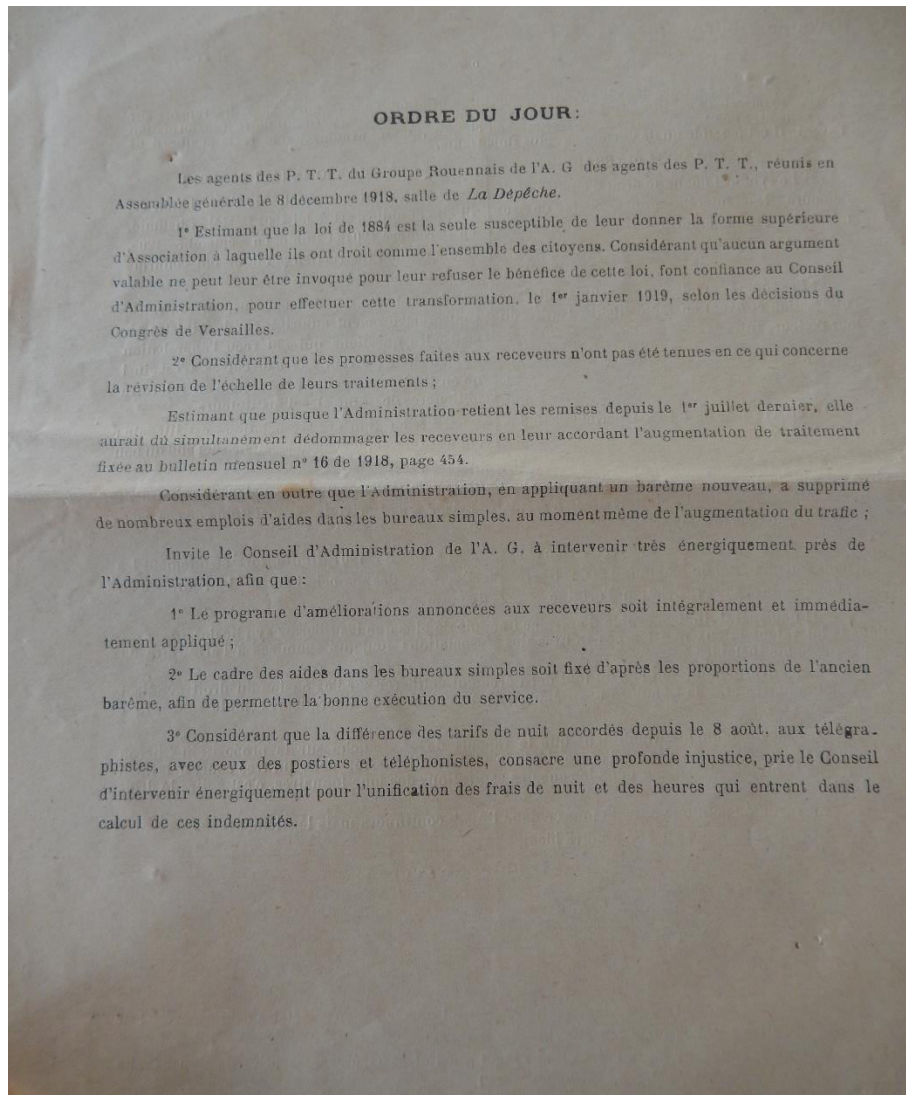 ORDRE DU JOUR:
Les agents des P. T. T. du Groupe Rouennais de l'A. G des agents des P. T. T., réunis en
Assemblée générale le 8 décembre 1918, salle de La Dépêche.
1º Estimant que la loi de 1884 est la seule susceptible de leur donner la forme supérieure
d'Association à laquelle ils ont droit comme l'ensemble des citoyens. Considérant qu'aucun argument
valable ne peut leur être invoqué pour leur refuser le bénéfice de cette loi, font confiance au Conseil
d'Administration, pour effectuer cette transformation, le 1er janvier 1919, selon les décisions du
Congrès de Versailles.
2º Considérant que les promesses faites aux receveurs n'ont pas été tenues en ce qui concerne
la révision de l'échelle de leurs traitements ;
Estimant que puisque l'Administration retient les remises depuis le 1er juillet dernier, elle
aurait dû simultanément dédommager les receveurs en leur accordant l'augmentation de traitement
fixée au bulletin mensuel nº 16 de 1918, page 454.
Considérant en outre que l'Administration, en appliquant un barême nouveau, a supprimé
de nombreux emplois d'aides dans les bureaux simples, au moment même de l'augmentation du trafic ;
Invite le Conseil d'Administration de l'A. G. à intervenir très énergiquement près de
l'Administration, afin que :
1º Le programe d'améliorations annoncées aux receveurs soit intégralement et immédia-
tement appliqué ;
2º Le cadre des aides dans les bureaux simples soit fixé d'après les proportions de l'ancien
barême, afin de permettre la bonne exécution du service.
3º Considérant que la différence des tarifs de nuit accordés depuis le 8 août, aux télégra-
phistes, avec ceux des postiers et téléphonistes, consacre une profonde injustice, prie le Conseil
d'intervenir énergiquement pour l'unification des frais de nuit et des heures qui entrent dans le
calcul de ces indemnités.